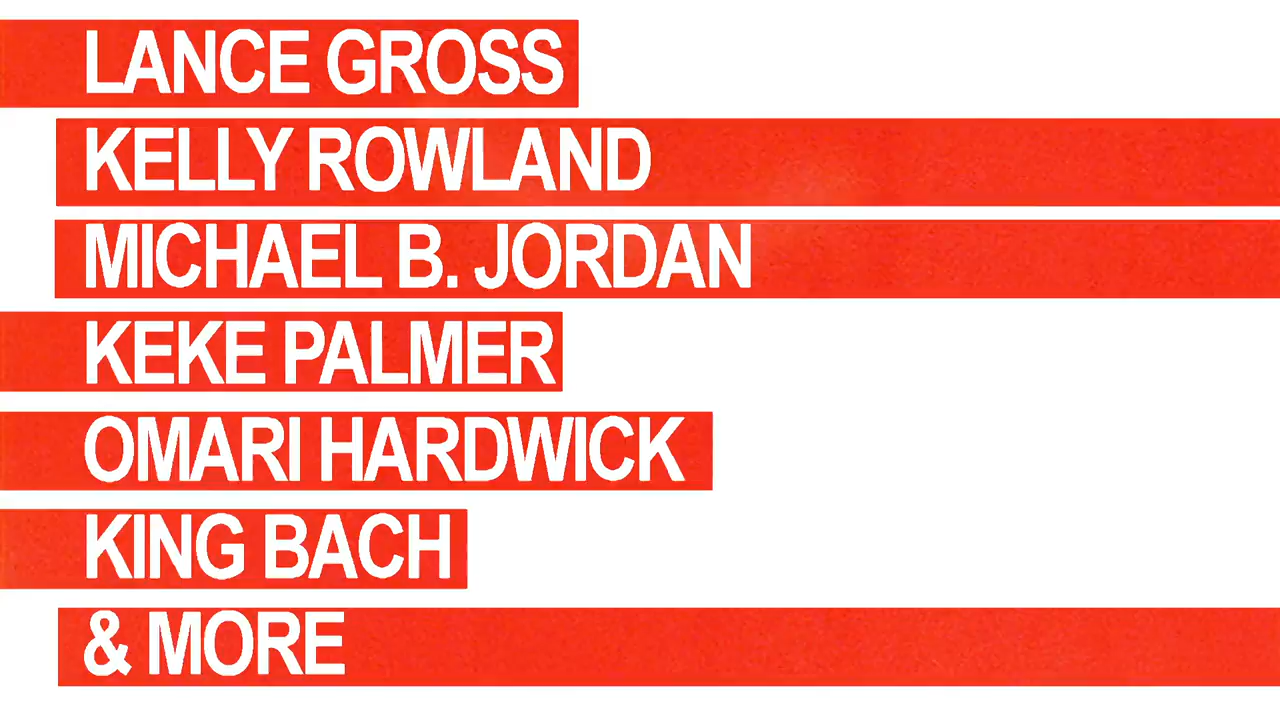 LANCE GROSS
KELLY ROWLAND
MICHAEL B. JORDAN
KEKE PALMER
OMARI HARDWICK
KING BACH
& MORE